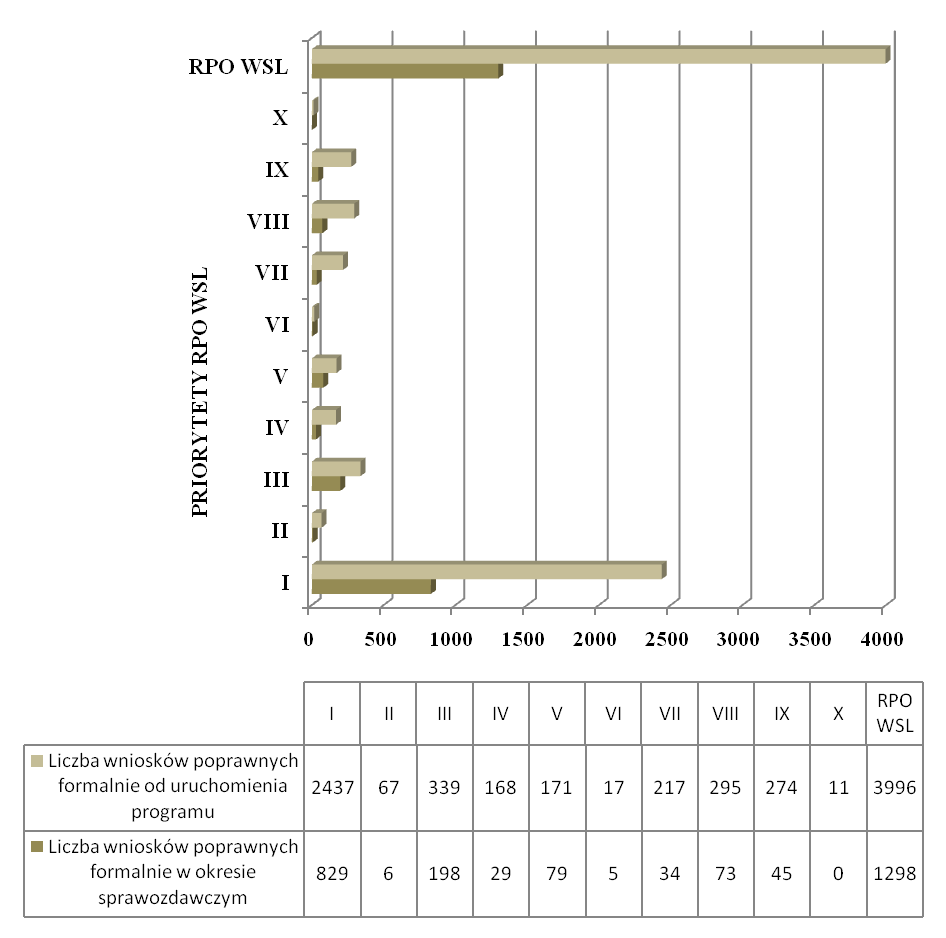 RPO WSL
X
IX
VIII
VII
VI
V
IV
III
II
I
PRIORYTETY RPO WSL
0 500 1000 1500 2000 2500 3000 3500 4000
I II III IV V VI VII VIII IX X RPO WSL
Liczba wniosków poprawnych
formalnie od uruchomienia
programu
2437 67 339 168 171 17 217 295 274 11 3996
Liczba wniosków poprawnych
formalnie w okresie
sprawozdawczym
829 6 198 29 79 5 34 73 45 0 1298